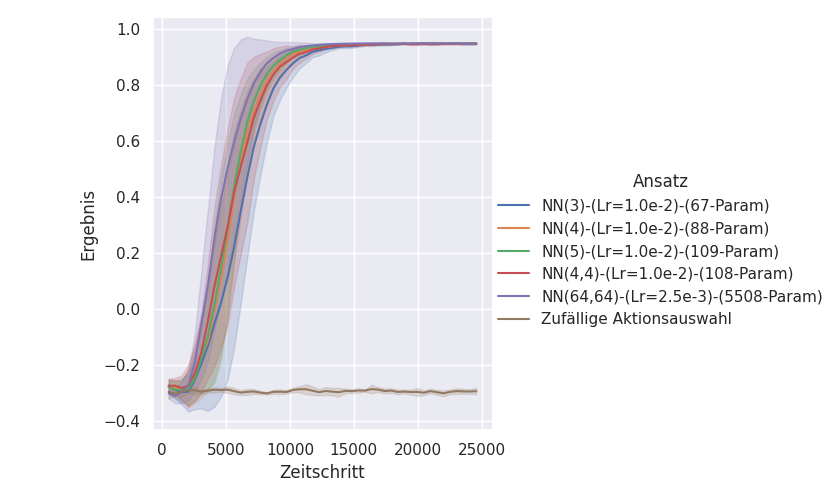 1.0
0.8
0.6
0.4
0.2
0.0
−0.2
−0.4
Ergebnis
0 5000 10000 15000 20000 25000
Zeitschritt
Ansatz
NN(3)-(Lr=1.0e-2)-(67-Param)
NN(4)-(Lr=1.0e-2)-(88-Param)
NN(5)-(Lr=1.0e-2)-(109-Param)
NN(4,4)-(Lr=1.0e-2)-(108-Param)
NN(64,64)-(Lr=2.5e-3)-(5508-Param)
Zufällige Aktionsauswahl